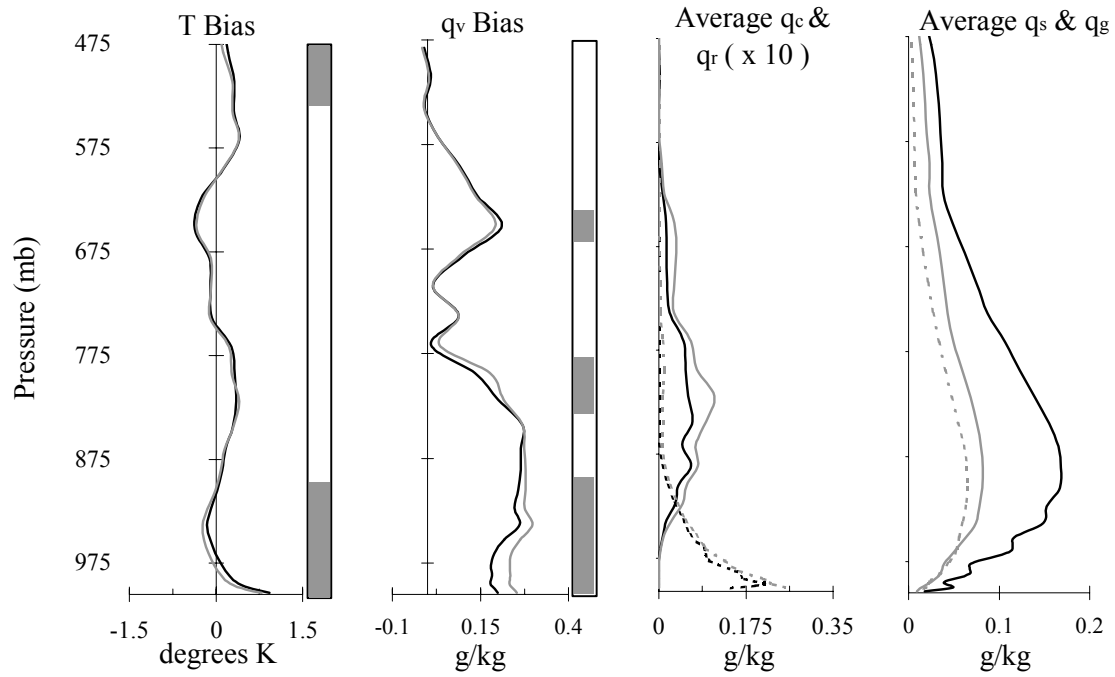 T Bias
qv Bias
Average qc &
qr ( x 10 )
Average qs & qg
Pressure (mb)
475
575
675
775
875
975
-1.5 0 1.5
degrees K
-0.1 0.15 0.4
g/kg
0 0.175 0.35
g/kg
0 0.1 0.2
g/kg